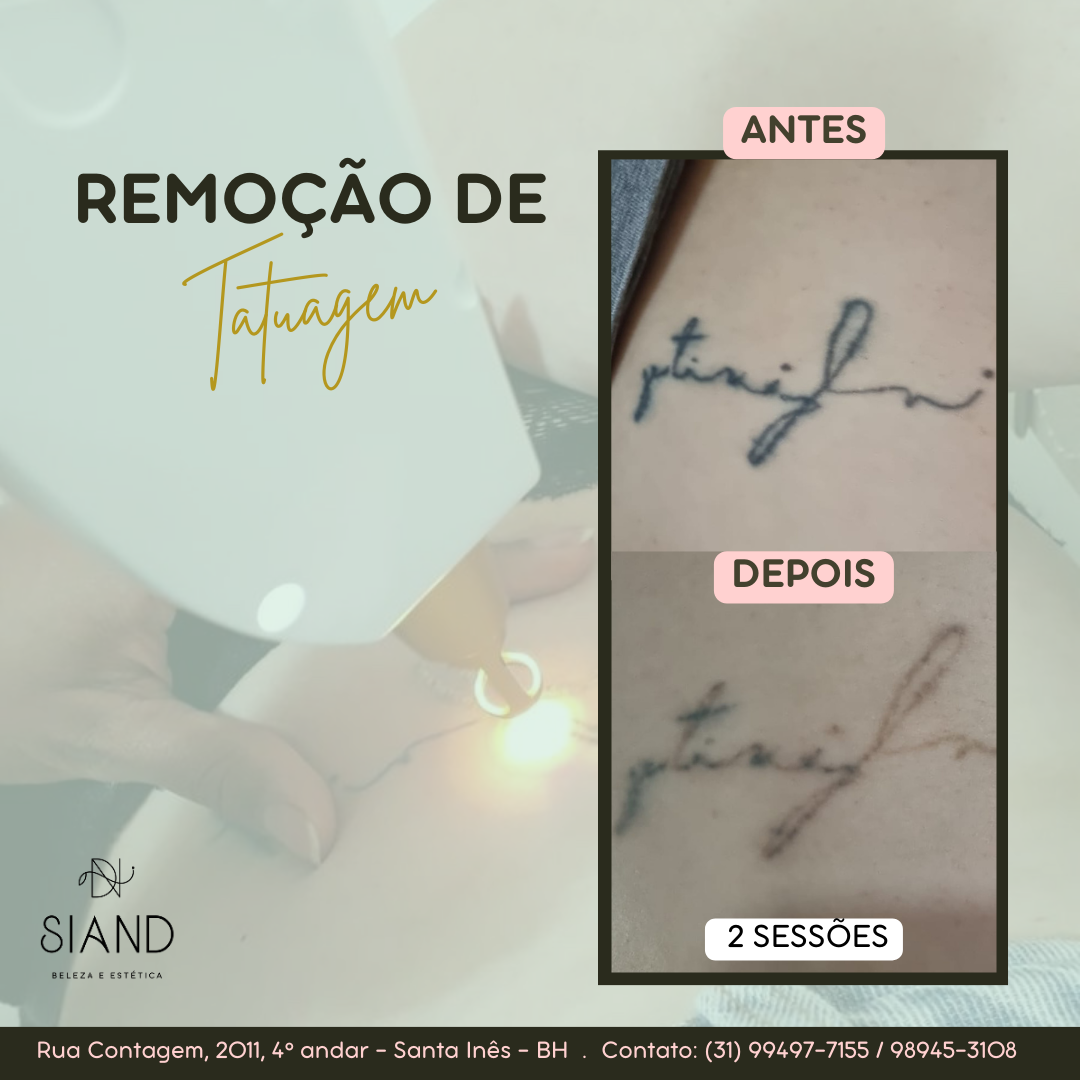 REMOÇÃO DE
Tatuagem
ANTES
DEPOIS
2 SESSÕES
SIAND
BELEZA E ESTÉTICA
Rua Contagem, 2011, 4º andar - Santa Inês - BH . Contato: (31) 99497-7155 / 98945-3108